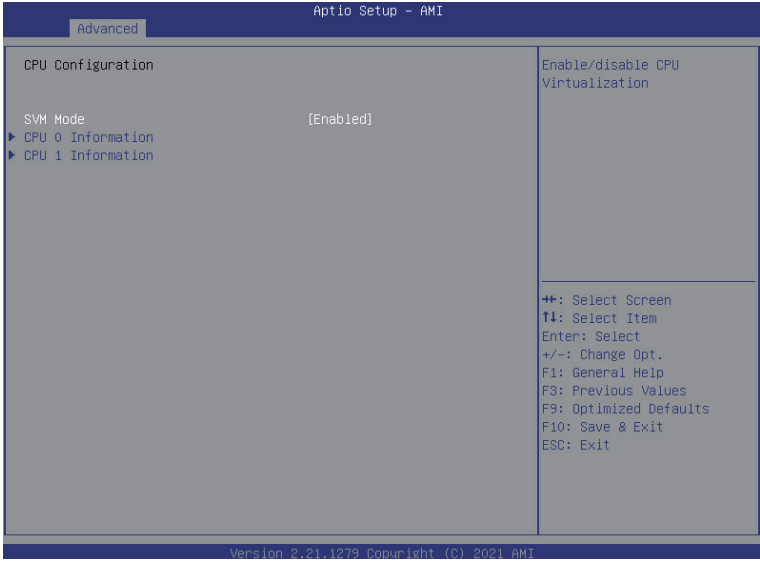 Aptio Setup – AMI
Advanced
CPU Configuration
SVM Mode [Enabled]
CPU 0 Information
CPU 1 Information
Enable/disable CPU
Virtualization
→←: Select Screen
↑↓: Select Item
Enter: Select
+/-: Change Opt.
F1: General Help
F3: Previous Values
F9: Optimized Defaults
F10: Save & Exit
ESC: Exit
Version 2.21.1279 Copyright (C) 2021 AMI